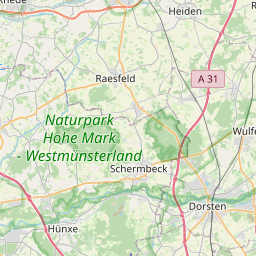 Heiden
Raesfeld
A 31
Naturpark
Hohe Mark
- Westmünsterland
Wulfe
Schermbeck
Dorsten
Hünxe